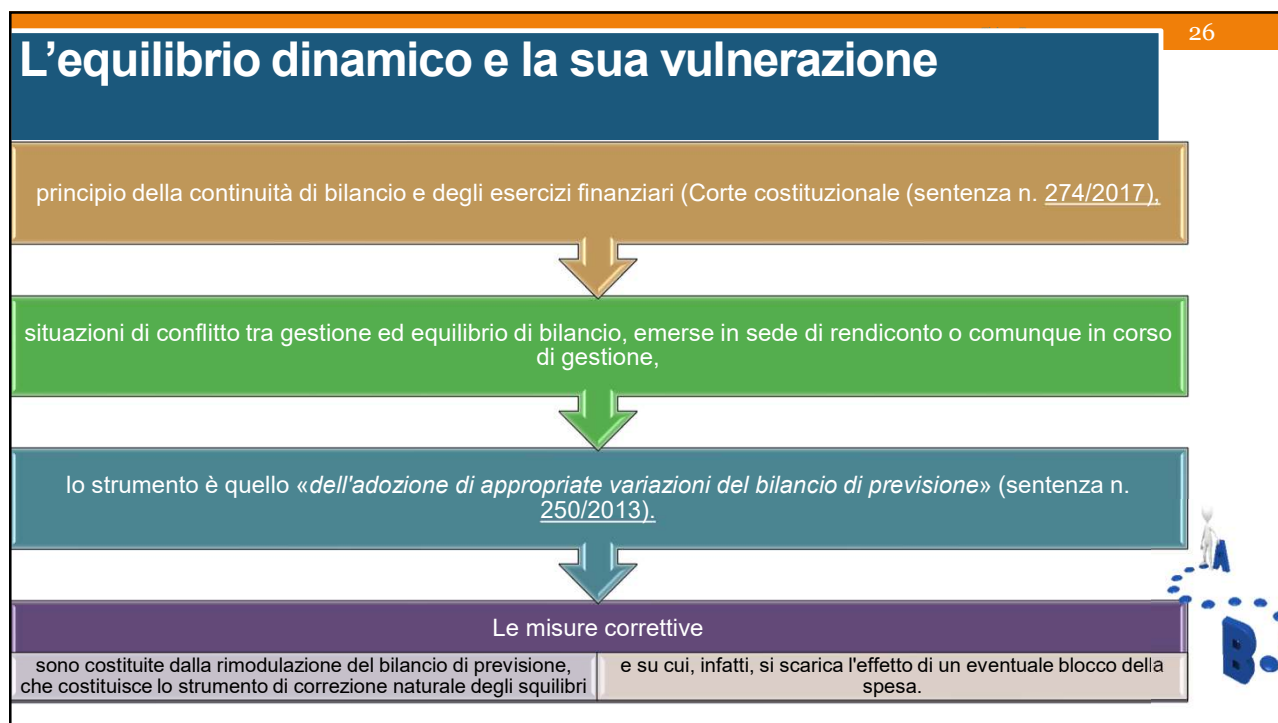 26
L'equilibrio dinamico e la sua vulnerazione
principio della continuità di bilancio e degli esercizi finanziari (Corte costituzionale (sentenza n. 274/2017),
situazioni di conflitto tra gestione ed equilibrio di bilancio, emerse in sede di rendiconto o comunque in corso
di gestione,
lo strumento è quello «dell'adozione di appropriate variazioni del bilancio di previsione» (sentenza n.
250/2013).
Le misure correttive
sono costituite dalla rimodulazione del bilancio di previsione,
che costituisce lo strumento di correzione naturale degli squilibri
e su cui, infatti, si scarica l'effetto di un eventuale blocco della
spesa.
A
B